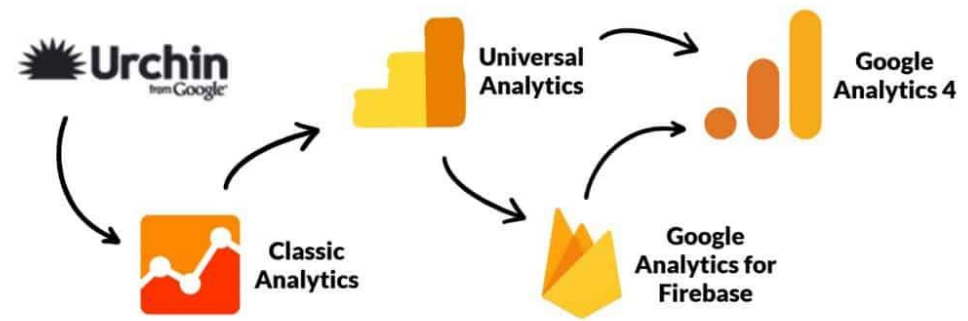 Urchin
from Google
Universal
Analytics
Google
Analytics 4
Classic
Analytics
Google
Analytics for
Firebase